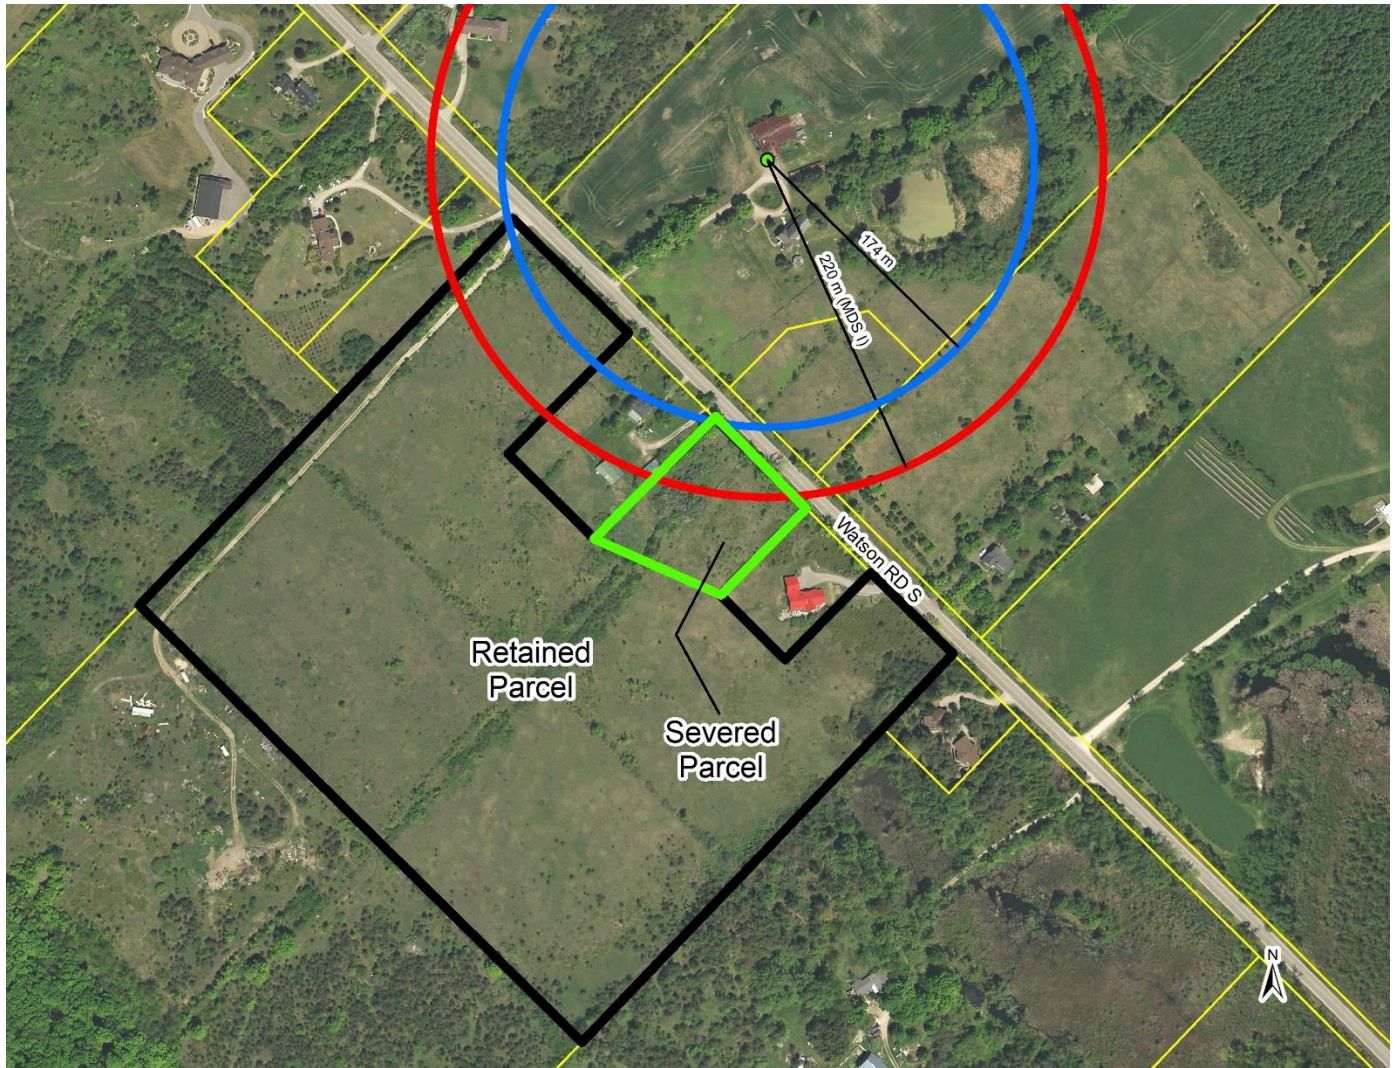 174 m
220 m (MDS I)
Watson RD S
Retained
Parcel
Severed
Parcel
N